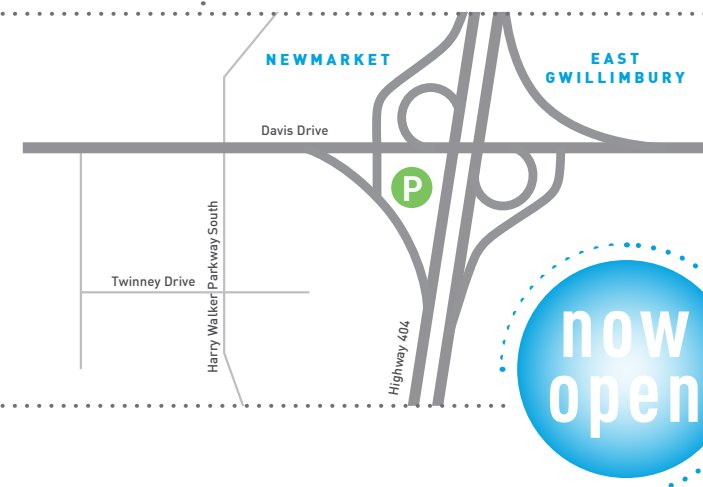 NEWMARKET
EAST
GWILLIMBURY
Davis Drive
P
Twinney Drive
Harry Walker Parkway South
Highway 404
now
open